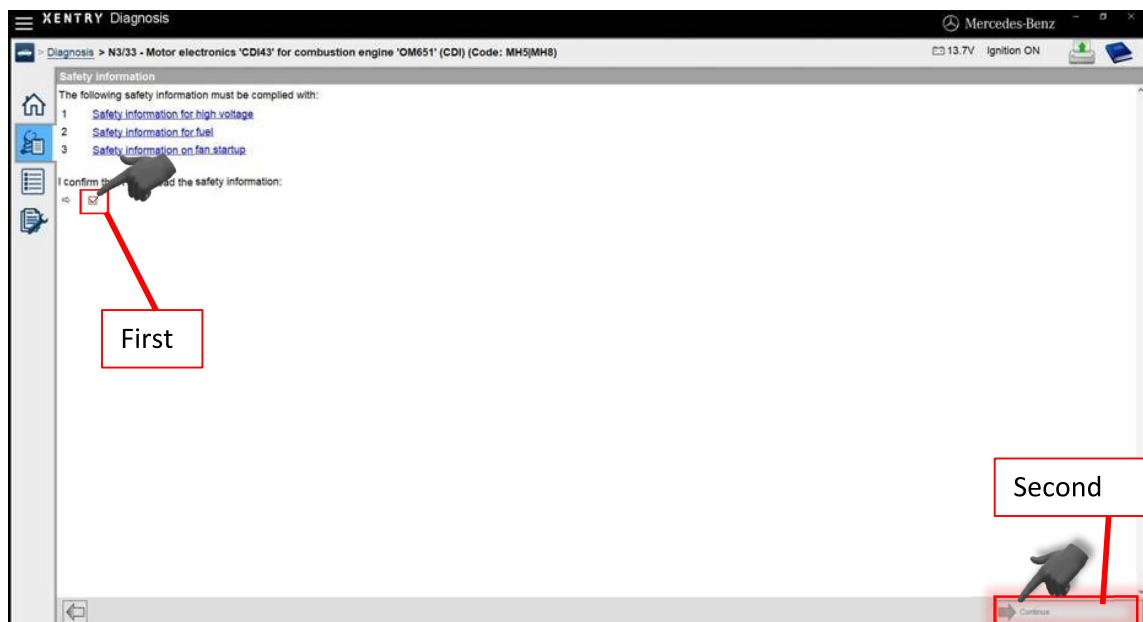 XENTRY Diagnosis
Mercedes-Benz
> Diagnosis > N3/33 - Motor electronics 'CDI43' for combustion engine 'OM651' (CDI) (Code: MH5|MH8)
13.7V Ignition ON
Safety information
The following safety information must be complied with:
1 Safety information for high voltage
2 Safety information for fuel
3 Safety information on fan startup
I confirm th ad the safety information:
First
Second
Continue